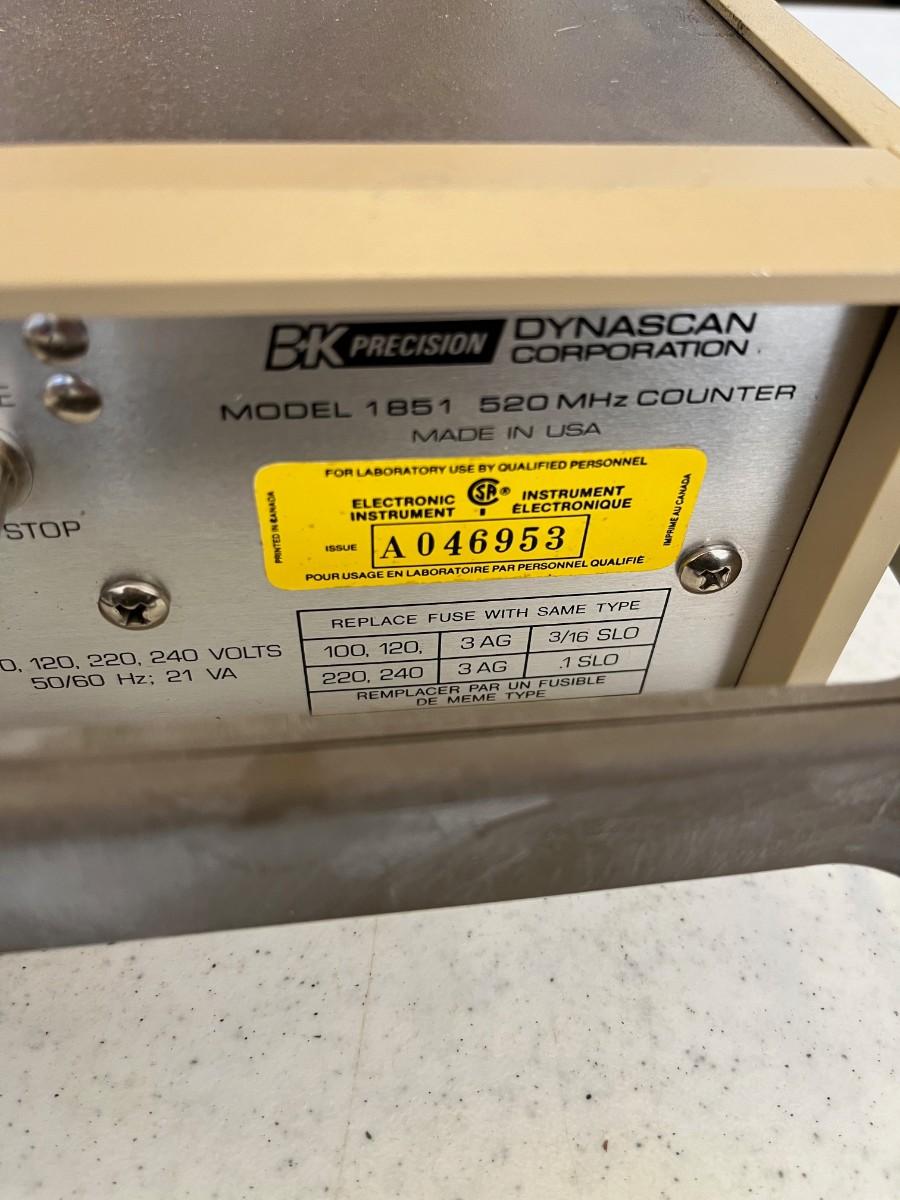 BK PRECISION DYNASCAN CORPORATION
MODEL 1851 520 MHz COUNTER
MADE IN USA
FOR LABORATORY USE BY QUALIFIED PERSONNEL
PRINTED IN CANADA
ELECTRONIC INSTRUMENT
SA®
INSTRUMENT ÉLECTRONIQUE
IMPRIMÉ AU CANADA
ISSUE A 046953
POUR USAGE EN LABORATOIRE PAR PERSONNEL QUALIFIÉ
STOP
0, 120, 220, 240 VOLTS
50/60 Hz; 21 VA
REPLACE FUSE WITH SAME TYPE
100, 120, 3 AG 3/16 SLO
220, 240 3 AG .1 SLO
REMPLACER PAR UN FUSIBLE
DE MEME TYPE